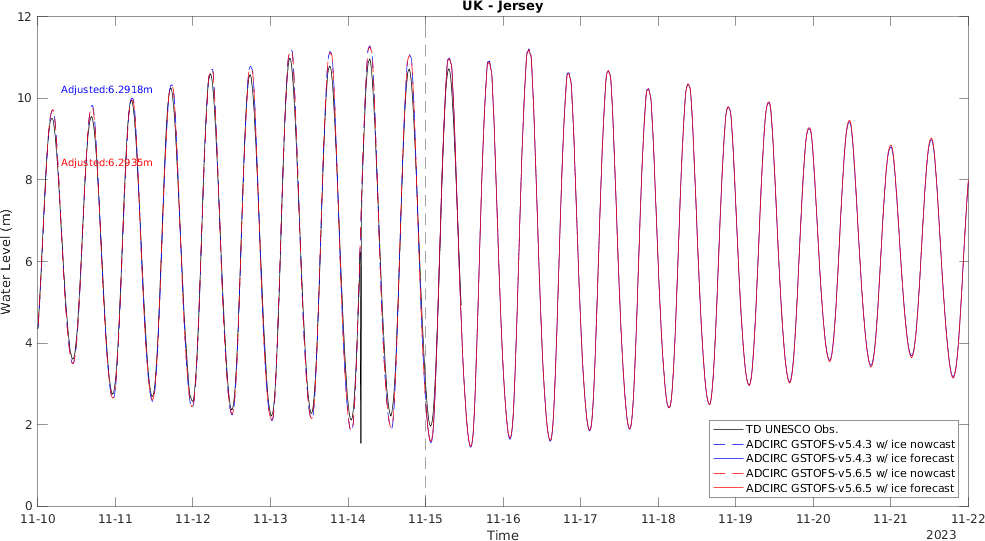 UK - Jersey
12
10
8
6
4
2
0
Water Level (m)
Adjusted:6.2918m
Adjusted:6.2935m
TD UNESCO Obs.
ADCIRC GSTOFS-v5.4.3 w/ ice nowcast
ADCIRC GSTOFS-v5.4.3 w/ ice forecast
ADCIRC GSTOFS-v5.6.5 w/ ice nowcast
ADCIRC GSTOFS-v5.6.5 w/ ice forecast
11-10 11-11 11-12 11-13 11-14 11-15 11-16 11-17 11-18 11-19 11-20 11-21 11-22
Time
2023